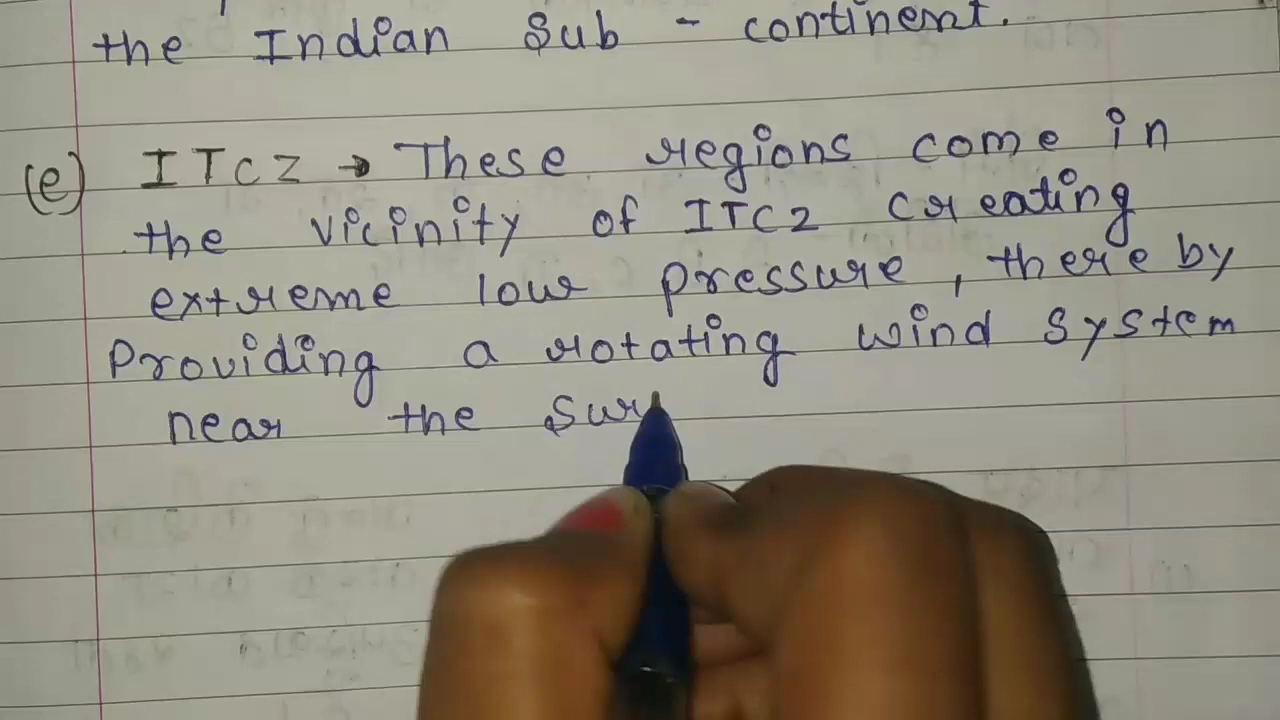 the Indian Sub - continent.
(e) ITCZ → These regions come in
the vicinity of ITCZ creating
extreme low pressure, there by
Providing a rotating wind system
near the sur